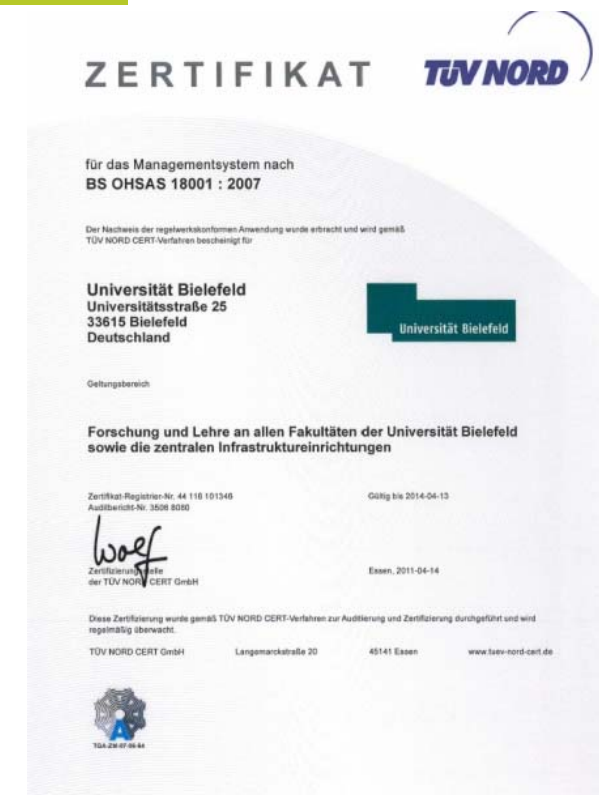 ZERTIFIKAT
TÜV NORD
für das Managementsystem nach
BS OHSAS 18001 : 2007
Der Nachweis der regelwerkskonformen Anwendung wurde erbracht und wird gemäß
TÜV NORD CERT-Verfahren bescheinigt für
Universität Bielefeld
Universitätsstraße 25
33615 Bielefeld
Deutschland
Universität Bielefeld
Geltungsbereich
Forschung und Lehre an allen Fakultäten der Universität Bielefeld
sowie die zentralen Infrastruktureinrichtungen
Zertifikat-Registrier-Nr. 44 116 101346
Auditbericht-Nr. 3508 8080
Gültig bis 2014-04-13
Zertifizierungsstelle
der TÜV NORD CERT GmbH
Essen, 2011-04-14
Diese Zertifizierung wurde gemäß TÜV NORD CERT-Verfahren zur Auditierung und Zertifizierung durchgeführt und wird
regelmäßig überwacht.
TÜV NORD CERT GmbH Langemarckstraße 20 45141 Essen www.tuev-nord-cert.de
A